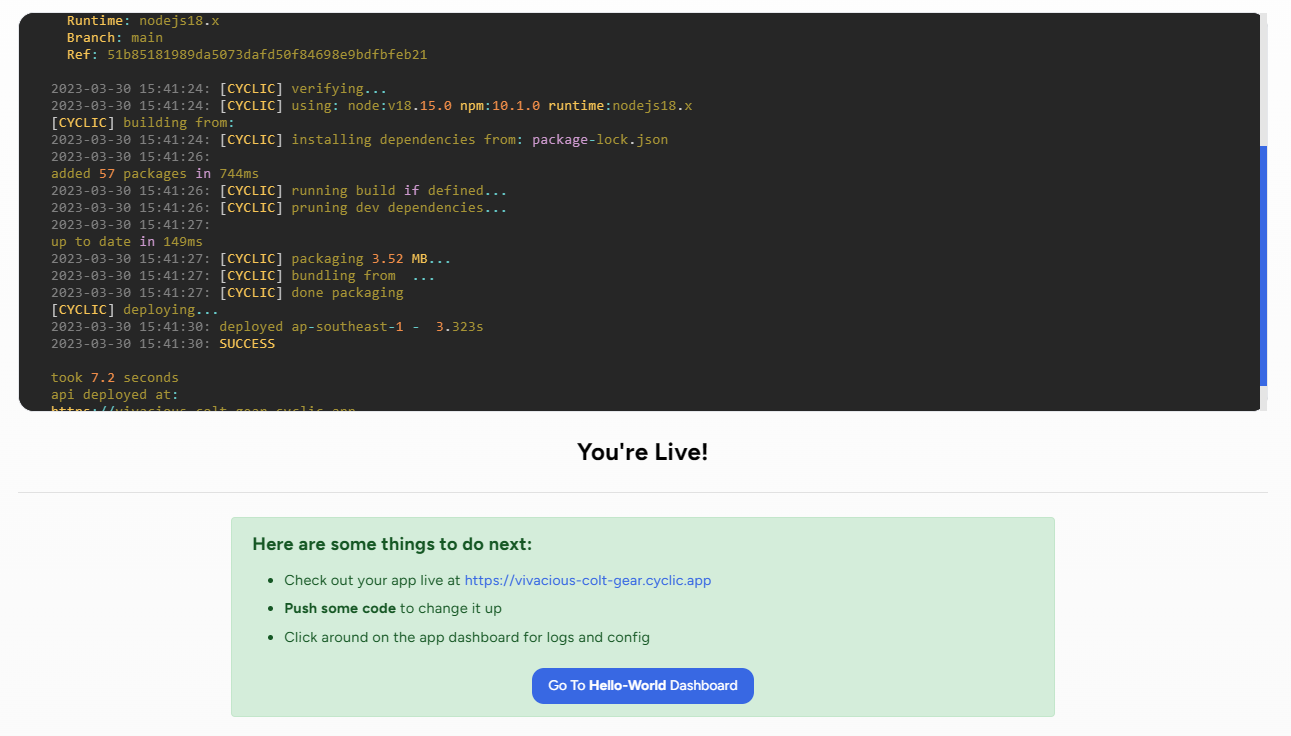 Runtime: nodejs18.x
Branch: main
Ref: 51b85181989da5073dafd50f84698e9bdfbfeb21
2023-03-30 15:41:24: [CYCLIC] verifying...
2023-03-30 15:41:24: [CYCLIC] using: node:v18.15.0 npm:10.1.0 runtime:nodejs18.x
[CYCLIC] building from:
2023-03-30 15:41:24: [CYCLIC] installing dependencies from: package-lock.json
2023-03-30 15:41:26:
added 57 packages in 744ms
2023-03-30 15:41:26: [CYCLIC] running build if defined...
2023-03-30 15:41:26: [CYCLIC] pruning dev dependencies...
2023-03-30 15:41:27:
up to date in 149ms
2023-03-30 15:41:27: [CYCLIC] packaging 3.52 MB...
2023-03-30 15:41:27: [CYCLIC] bundling from  ...
2023-03-30 15:41:27: [CYCLIC] done packaging
[CYCLIC] deploying...
2023-03-30 15:41:30: deployed ap-southeast-1 -  3.323s
2023-03-30 15:41:30: SUCCESS
took 7.2 seconds
api deployed at:
https://vivacious-colt-gear.cyclic.app
You're Live!
Here are some things to do next:
• Check out your app live at https://vivacious-colt-gear.cyclic.app
• Push some code to change it up
• Click around on the app dashboard for logs and config
Go To Hello-World Dashboard